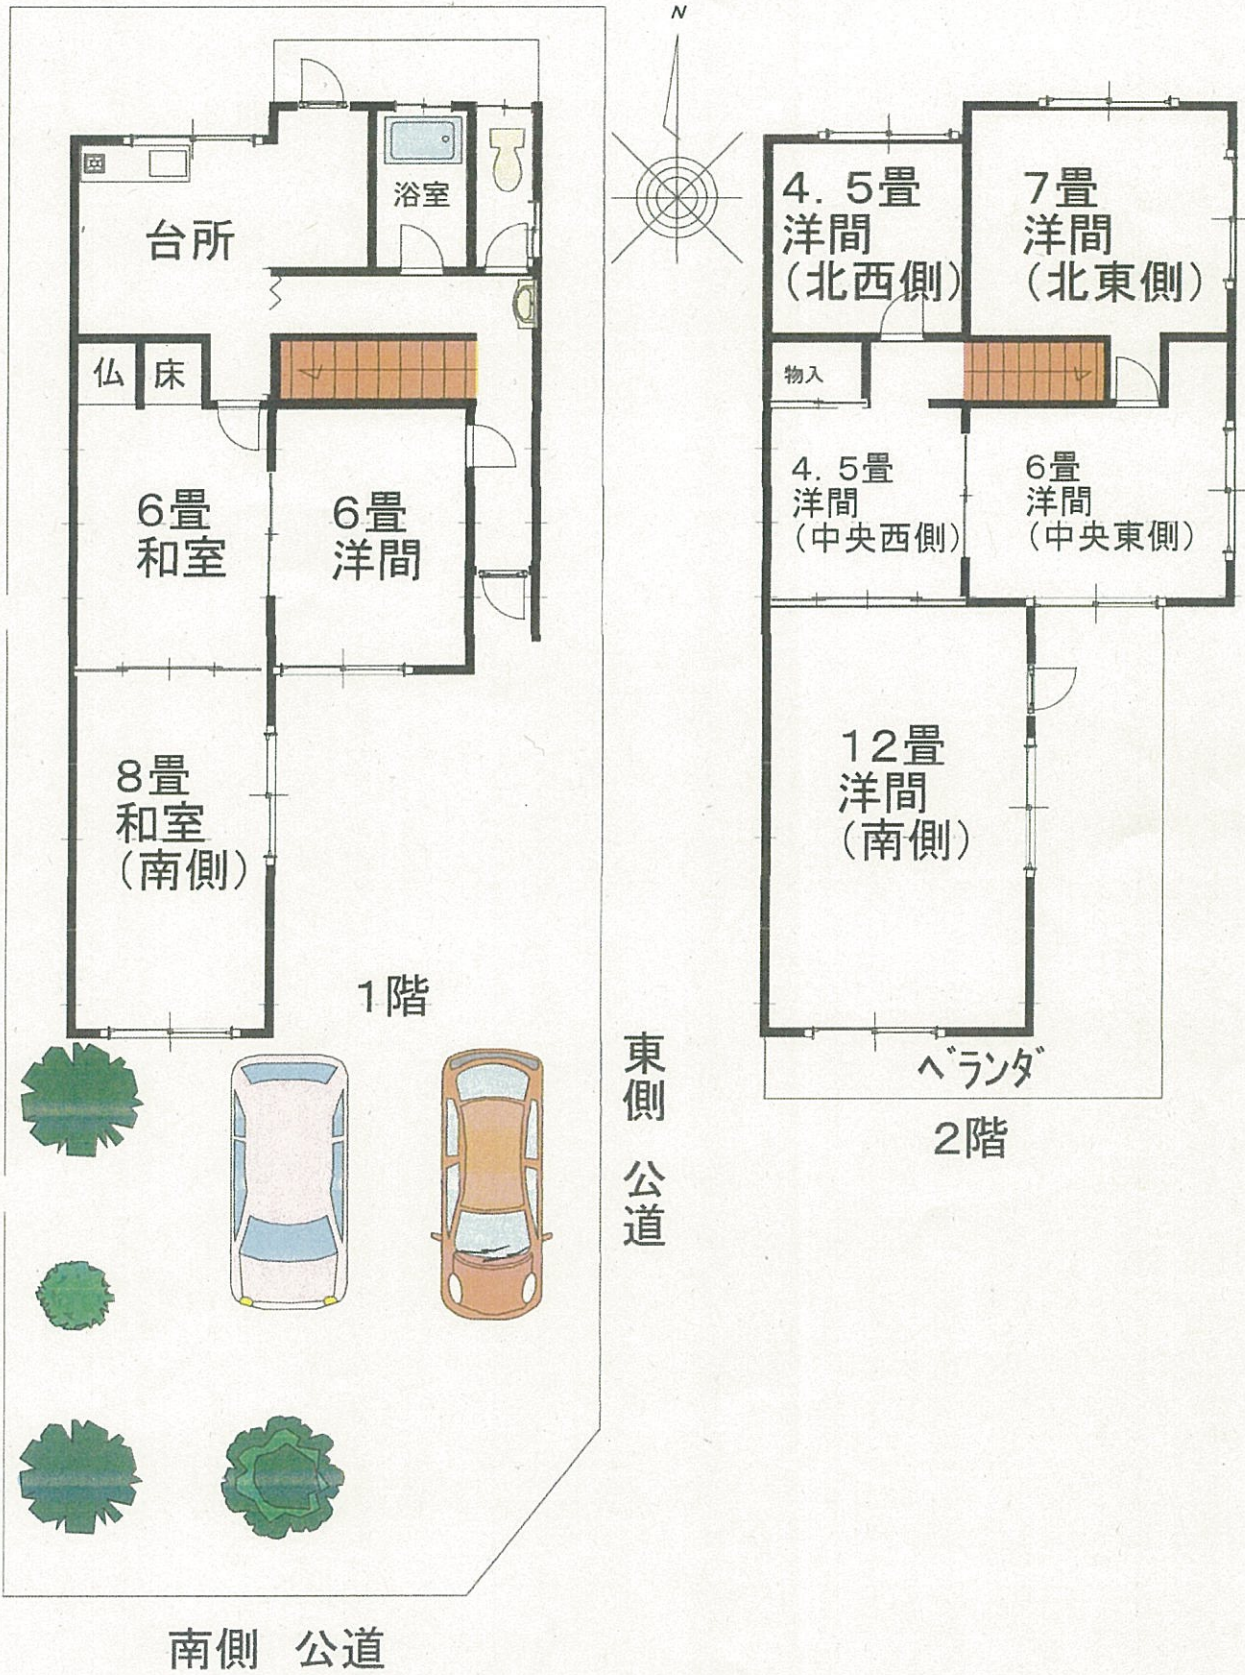 N
浴室
台所
仏
床
6畳
和室
6畳
洋間
8畳
和室
(南側)
1階
東側 公道
南側 公道
4. 5畳
洋間
(北西側)
7畳
洋間
(北東側)
物入
4. 5畳
洋間
(中央西側)
6畳
洋間
(中央東側)
12畳
洋間
(南側)
ベランダ
2階